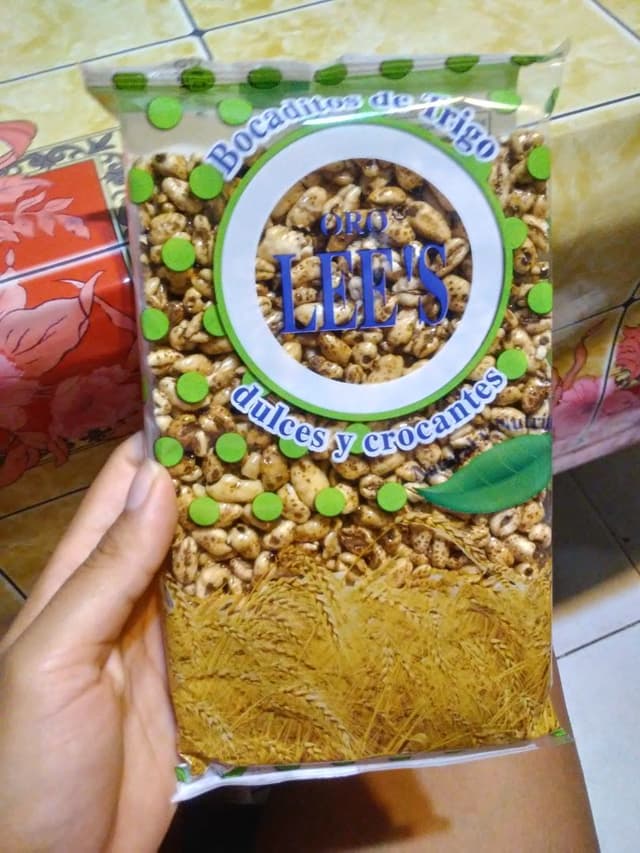 Bocaditos de Trigo
ORO
LEE'S
dulces y crocantes